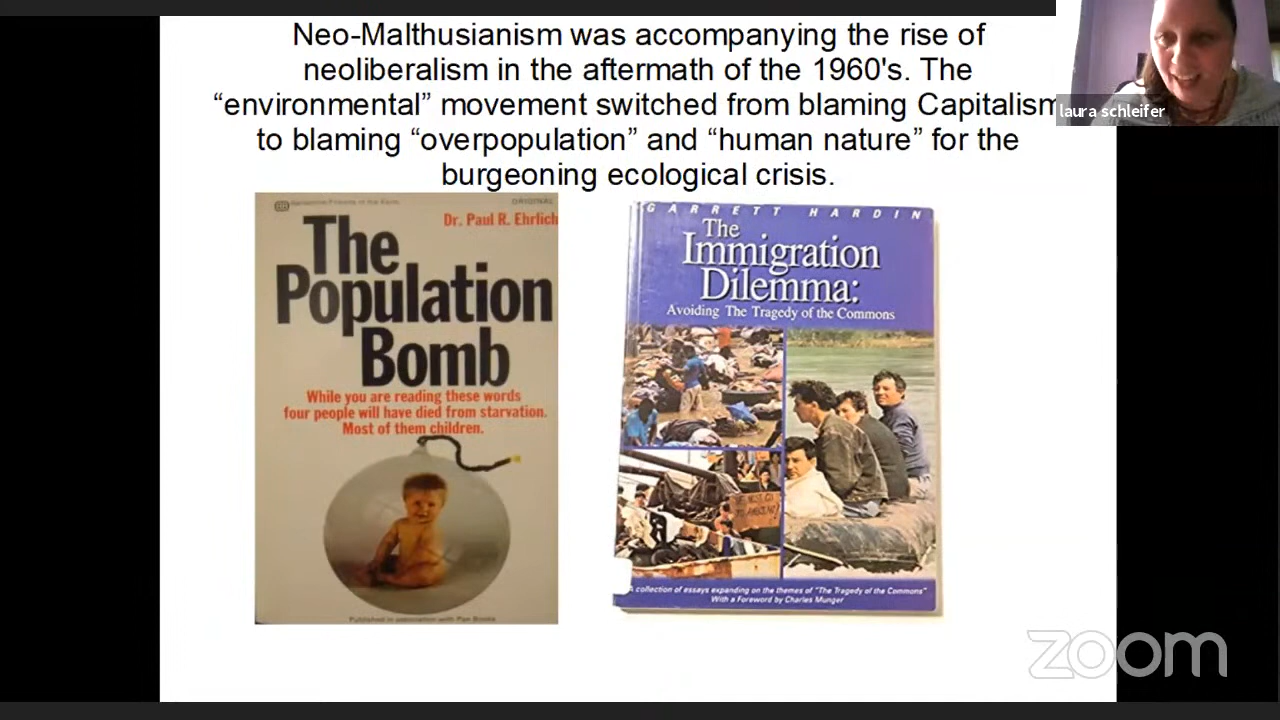 Neo-Malthusianism was accompanying the rise of
neoliberalism in the aftermath of the 1960's. The
“environmental” movement switched from blaming Capitalism
to blaming “overpopulation” and “human nature” for the
burgeoning ecological crisis.
laura schleifer
ORIGINAL
Dr. Paul R. Ehrlich
The
Population
Bomb
While you are reading these words
four people will have died from starvation.
Most of them children.
Published in association with Pan Books
GARRETT HARDIN
The
Immigration
Dilemma:
Avoiding The Tragedy of the Commons
A collection of essays expanding on the themes of "The Tragedy of the Commons"
With a Foreword by Charles Munger
zoom